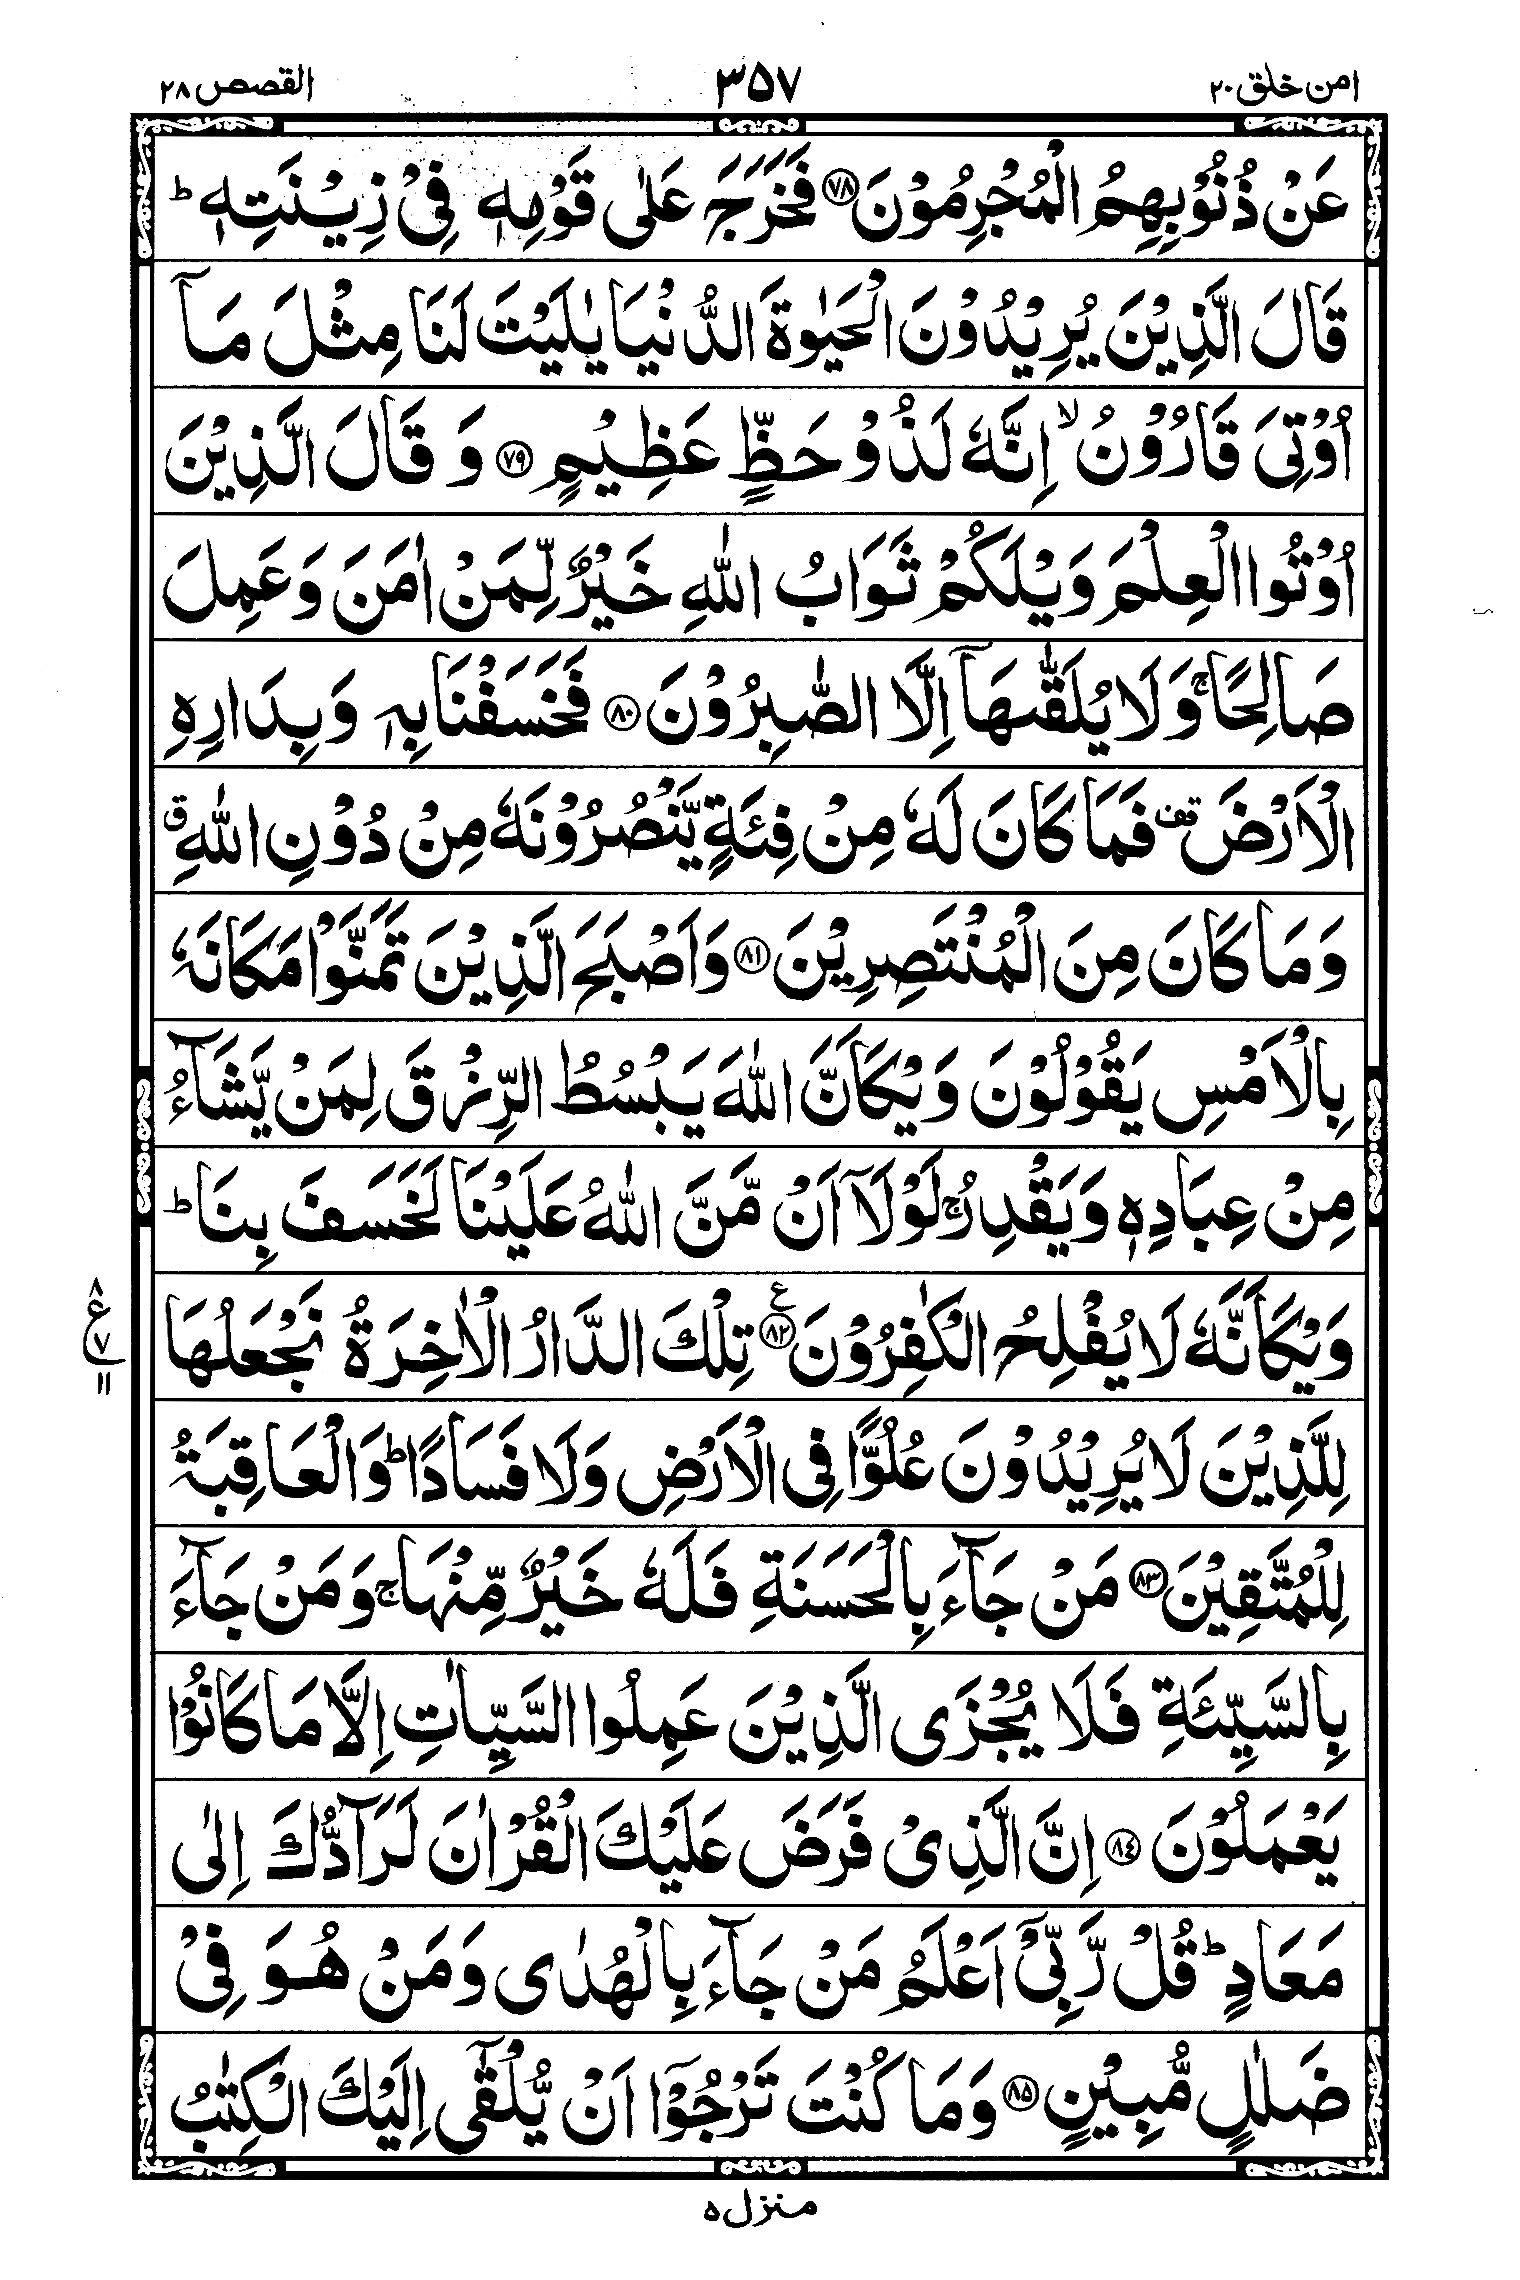 امن خلق ۲۰
۳۵۷
القصص ۲۸
عَنْ ذُنُوْبِهِمُ الْمُجْرِمُوْنَ ﴿۷۸﴾ فَخَرَجَ عَلٰى قَوْمِهٖ فِیْ زِیْنَتِهٖ ؕ
قَالَ الَّذِیْنَ یُرِیْدُوْنَ الْحَیٰوةَ الدُّنْیَا یٰلَیْتَ لَنَا مِثْلَ مَاۤ
اُوْتِیَ قَارُوْنُ ۙ اِنَّهٗ لَذُوْ حَظٍّ عَظِیْمٍ ﴿۷۹﴾ وَ قَالَ الَّذِیْنَ
اُوْتُوا الْعِلْمَ وَیْلَكُمْ ثَوَابُ اللّٰهِ خَیْرٌ لِّمَنْ اٰمَنَ وَعَمِلَ
صَالِحًا ۚ وَلَا یُلَقّٰىهَاۤ اِلَّا الصّٰبِرُوْنَ ﴿۸۰﴾ فَخَسَفْنَا بِهٖ وَبِدَارِهِ
الْاَرْضَ قف فَمَا كَانَ لَهٗ مِنْ فِئَةٍ یَّنْصُرُوْنَهٗ مِنْ دُوْنِ اللّٰهِ ق
وَمَا كَانَ مِنَ الْمُنْتَصِرِیْنَ ﴿۸۱﴾ وَاَصْبَحَ الَّذِیْنَ تَمَنَّوْا مَكَانَهٗ
بِالْاَمْسِ یَقُوْلُوْنَ وَیْكَاَنَّ اللّٰهَ یَبْسُطُ الرِّزْقَ لِمَنْ یَّشَآءُ
مِنْ عِبَادِهٖ وَیَقْدِرُ ۚ لَوْلَاۤ اَنْ مَّنَّ اللّٰهُ عَلَیْنَا لَخَسَفَ بِنَا ؕ
وَیْكَاَنَّهٗ لَا یُفْلِحُ الْكٰفِرُوْنَ ﴿۸۲﴾ ع تِلْكَ الدَّارُ الْاٰخِرَةُ نَجْعَلُهَا
۸
ع
۷
۱۱
لِلَّذِیْنَ لَا یُرِیْدُوْنَ عُلُوًّا فِی الْاَرْضِ وَلَا فَسَادًا ؕ وَالْعَاقِبَةُ
لِلْمُتَّقِیْنَ ﴿۸۳﴾ مَنْ جَآءَ بِالْحَسَنَةِ فَلَهٗ خَیْرٌ مِّنْهَا ۚ وَمَنْ جَآءَ
بِالسَّیِّئَةِ فَلَا یُجْزَى الَّذِیْنَ عَمِلُوا السَّیِّاٰتِ اِلَّا مَا كَانُوْا
یَعْمَلُوْنَ ﴿۸٤﴾ اِنَّ الَّذِیْ فَرَضَ عَلَیْكَ الْقُرْاٰنَ لَرَآدُّكَ اِلٰى
مَعَادٍ ؕ قُلْ رَّبِّیْۤ اَعْلَمُ مَنْ جَآءَ بِالْهُدٰى وَمَنْ هُوَ فِیْ
ضَلٰلٍ مُّبِیْنٍ ﴿۸۵﴾ وَمَا كُنْتَ تَرْجُوْۤا اَنْ یُّلْقٰۤى اِلَیْكَ الْكِتٰبُ
منزل ۵